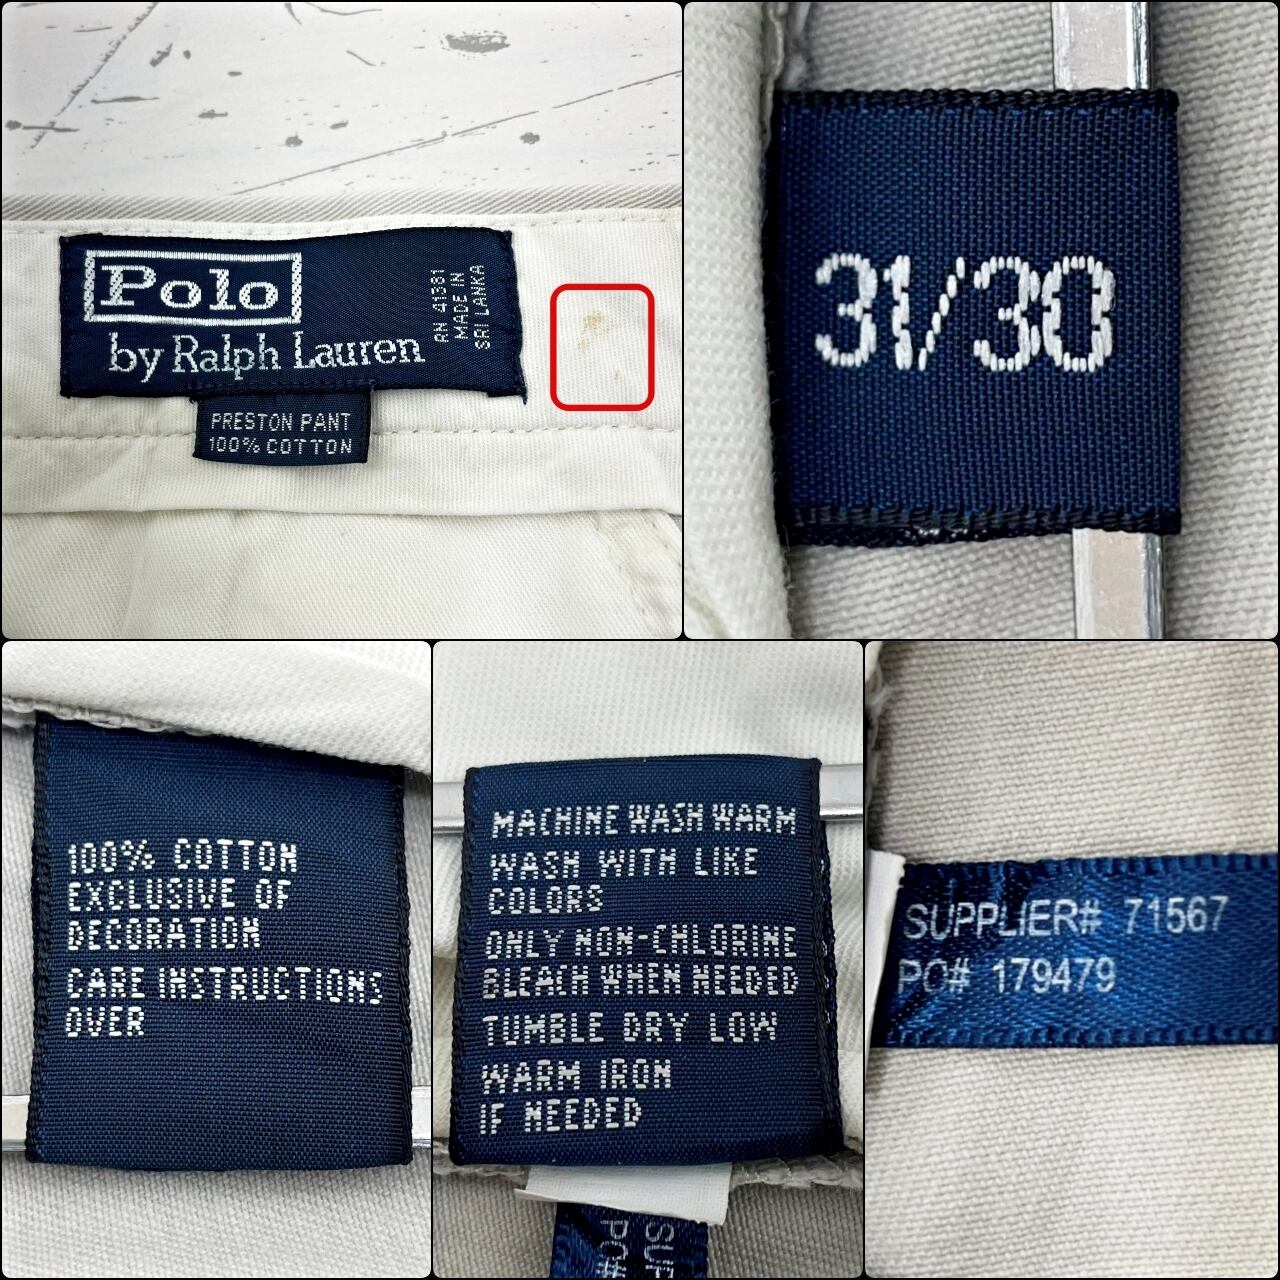 Polo
by Ralph Lauren
RN 41381
MADE IN
SRI LANKA
PRESTON PANT
100% COTTON
31/30
100% COTTON
EXCLUSIVE OF
DECORATION
CARE INSTRUCTIONS
OVER
MACHINE WASH WARM
WASH WITH LIKE
COLORS
ONLY NON-CHLORINE
BLEACH WHEN NEEDED
TUMBLE DRY LOW
WARM IRON
IF NEEDED
SUP
PO#
SUPPLIER# 71567
PO# 179479